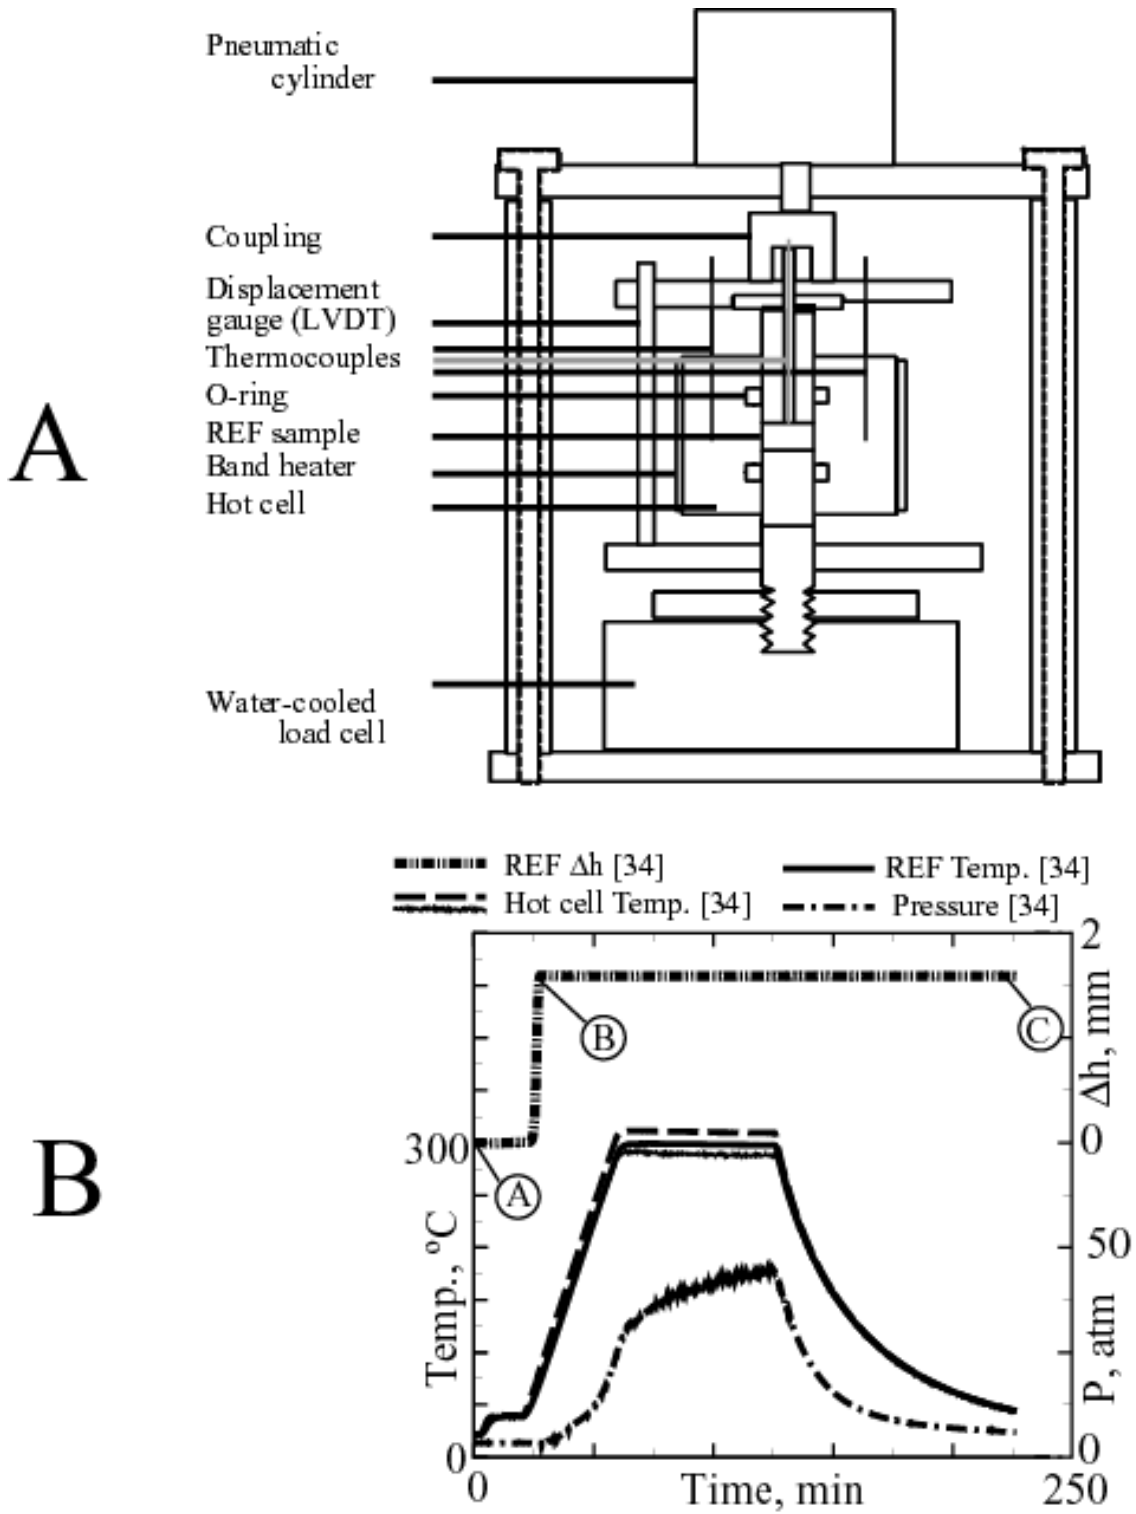 Pneumatic
cylinder
Coupling
Displacement
gauge (LVDT)
Thermocouples
O-ring
REF sample
Band heater
Hot cell
A
Water-cooled
load cell
REF Δh [34]
REF Temp. [34]
Hot cell Temp. [34]
Pressure [34]
2
Δh, mm
B
C
300
0
A
B
Temp., ºC
50
P, atm
0
0
0
Time, min
250